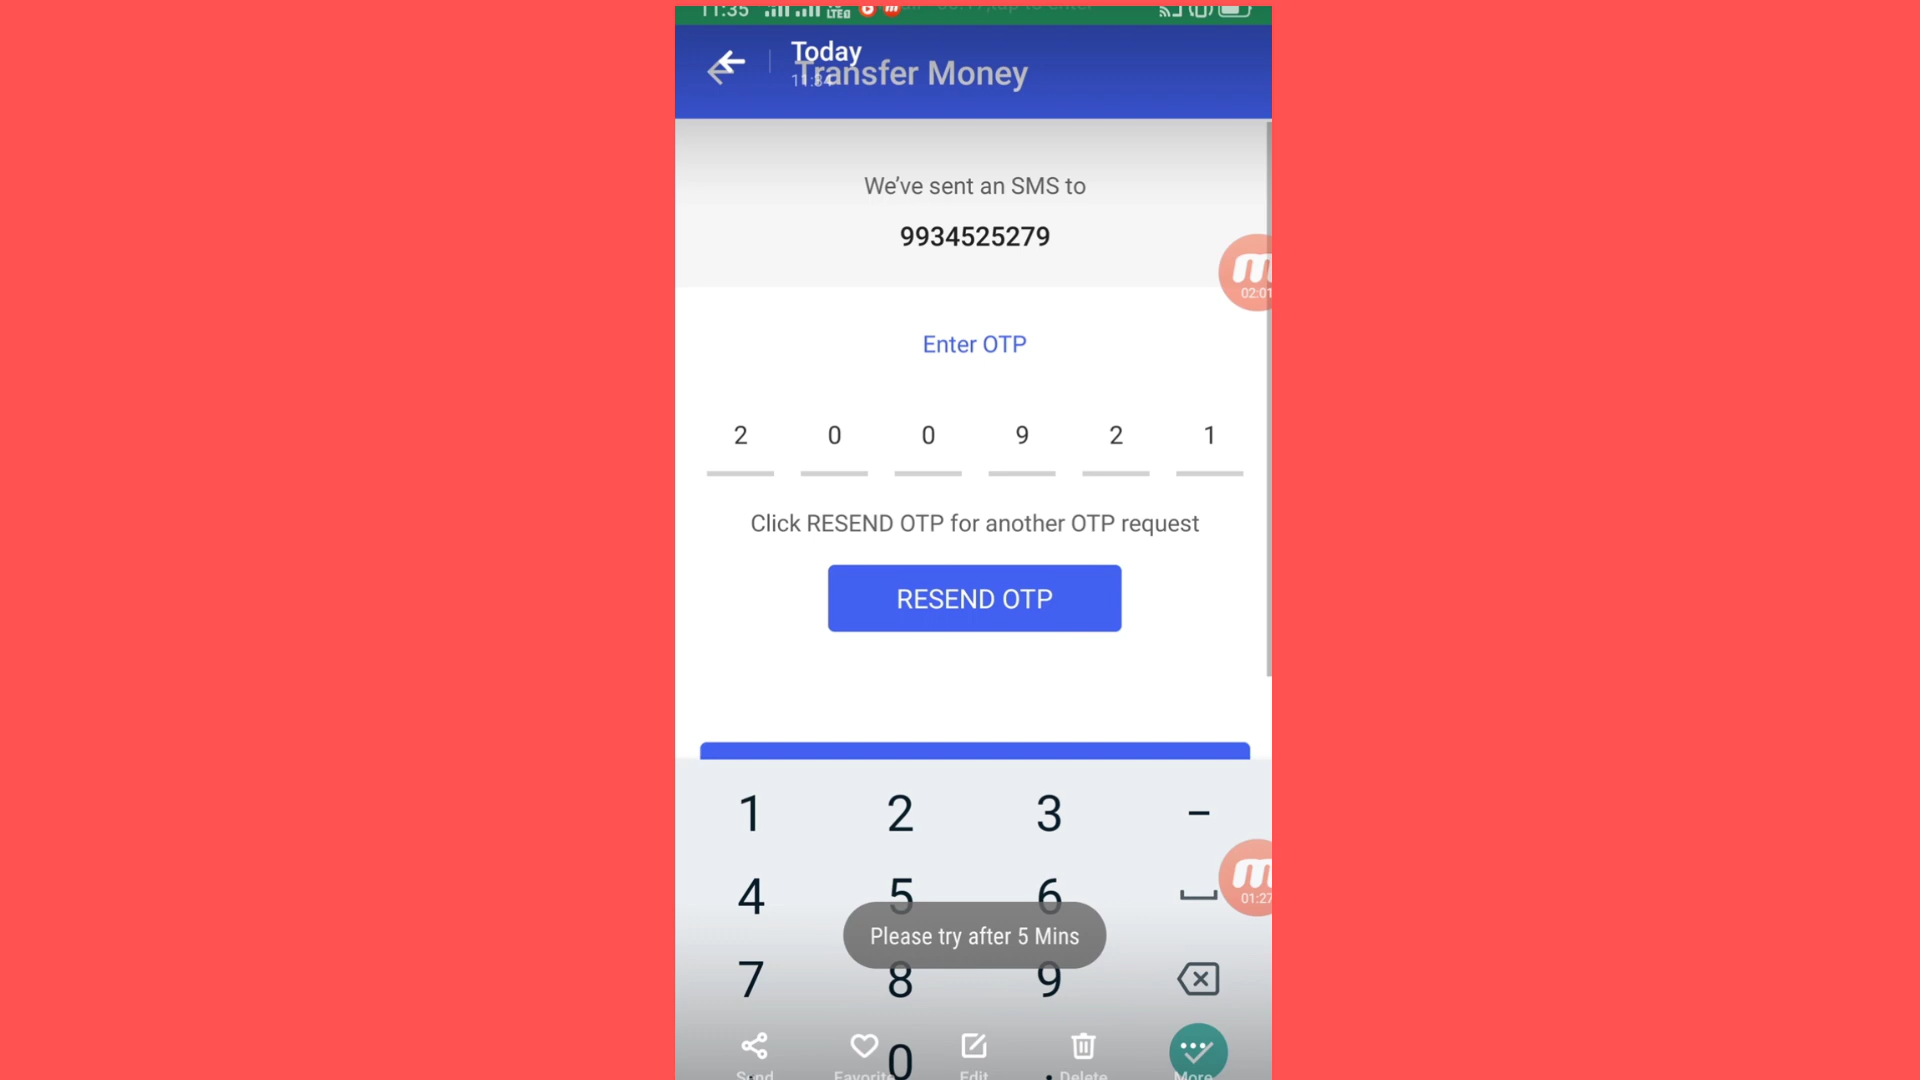 11:35
Today
11:34
Transfer Money
We've sent an SMS to
9934525279
02:01
Enter OTP
2 0 0 9 2 1
Click RESEND OTP for another OTP request
RESEND OTP
1 2 3 –
4 5 6
01:27
Please try after 5 Mins
7 8 9
0
Send Favorite Edit Delete More